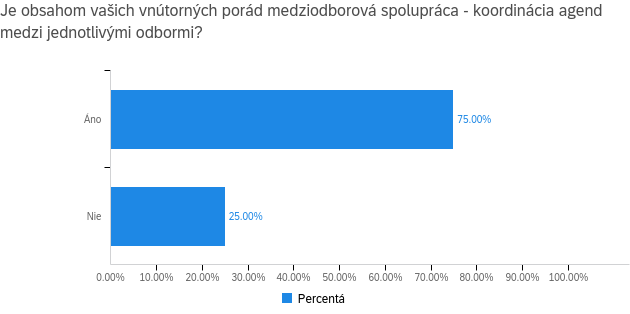 Je obsahom vašich vnútorných porád medziodborová spolupráca - koordinácia agend
medzi jednotlivými odbormi?
Áno
75.00%
Nie
25.00%
0.00% 10.00% 20.00% 30.00% 40.00% 50.00% 60.00% 70.00% 80.00% 90.00% 100.00%
Percentá